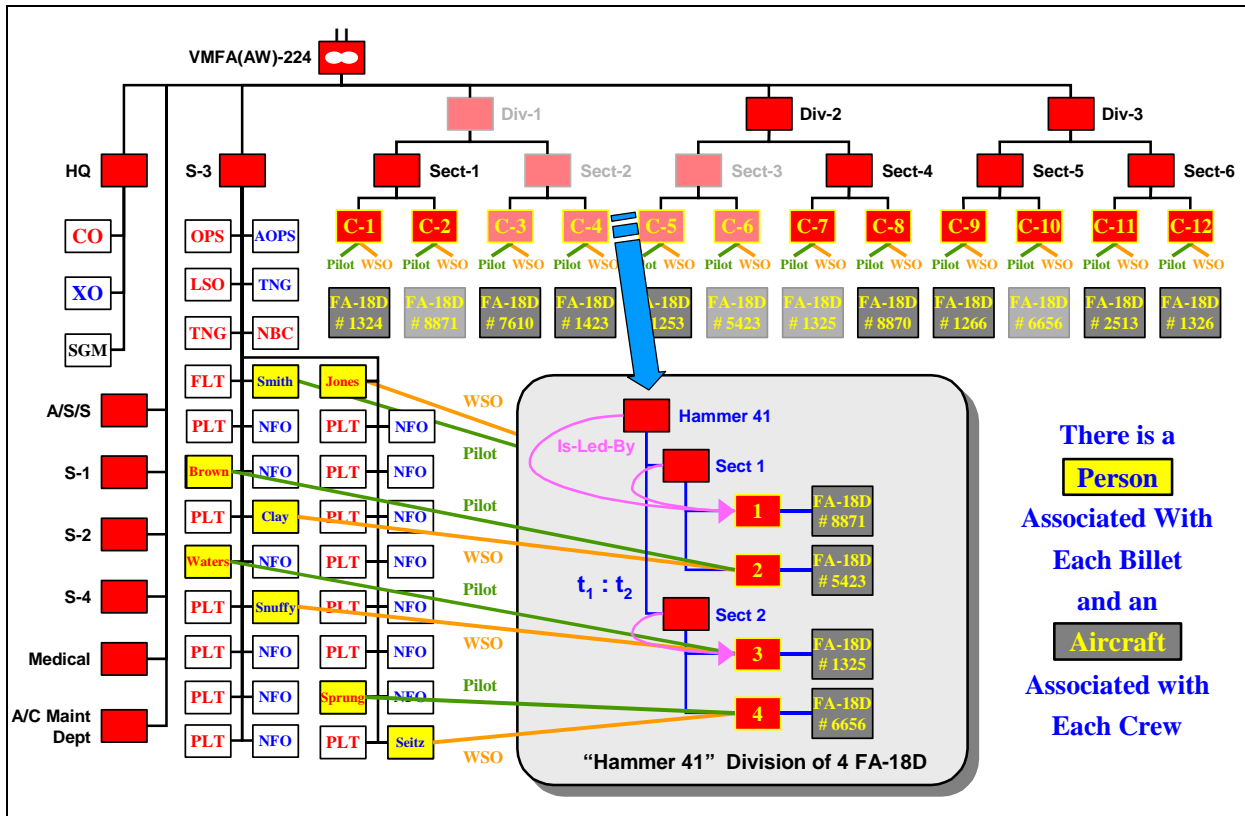 VMFA(AW)-224
Div-1
Div-2
Div-3
HQ
S-3
Sect-1
Sect-2
Sect-3
Sect-4
Sect-5
Sect-6
CO
XO
SGM
C-1
C-2
C-3
C-4
C-5
C-6
C-7
C-8
C-9
C-10
C-11
C-12
Pilot WSO
Pilot WSO
Pilot WSO
Pilot WSO
Pilot WSO
Pilot WSO
Pilot WSO
Pilot WSO
Pilot WSO
Pilot WSO
Pilot WSO
Pilot WSO
FA-18D
# 1324
FA-18D
# 8871
FA-18D
# 7610
FA-18D
# 1423
FA-18D
1253
FA-18D
# 5423
FA-18D
# 1325
FA-18D
# 8870
FA-18D
# 1266
FA-18D
# 6656
FA-18D
# 2513
FA-18D
# 1326
OPS AOPS
LSO TNG
TNG NBC
FLT Smith Jones
PLT NFO PLT NFO
Brown NFO PLT NFO
PLT Clay PLT NFO
Waters NFO PLT NFO
PLT Snuffy PLT NFO
PLT NFO PLT NFO
PLT NFO Sprung NFO
PLT NFO PLT Seitz
A/S/S
S-1
S-2
S-4
Medical
A/C Maint
Dept
WSO
Pilot
Pilot
WSO
Pilot
WSO
Pilot
WSO
Hammer 41
Is-Led-By
Sect 1
1
FA-18D
# 8871
2
FA-18D
# 5423
t1 : t2
Sect 2
3
FA-18D
# 1325
4
FA-18D
# 6656
“Hammer 41” Division of 4 FA-18D
There is a
Person
Associated With
Each Billet
and an
Aircraft
Associated with
Each Crew